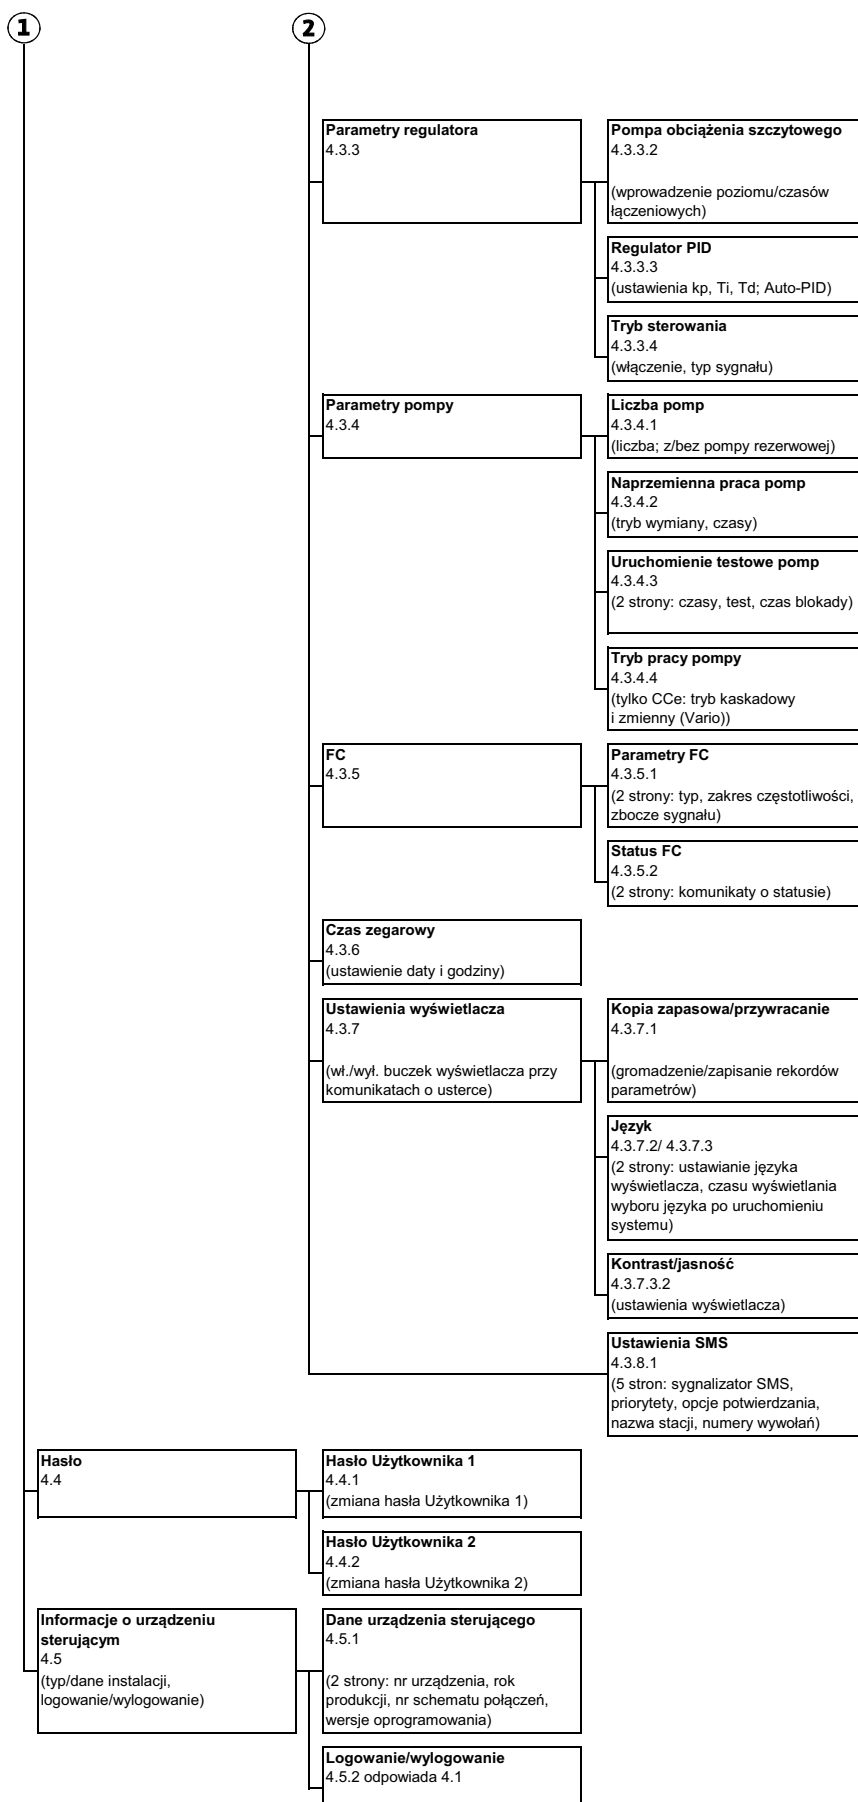 1
2
Parametry regulatora
4.3.3
Pompa obciążenia szczytowego
4.3.3.2
(wprowadzenie poziomu/czasów
łączeniowych)
Regulator PID
4.3.3.3
(ustawienia kp, Ti, Td; Auto-PID)
Tryb sterowania
4.3.3.4
(włączenie, typ sygnału)
Parametry pompy
4.3.4
Liczba pomp
4.3.4.1
(liczba; z/bez pompy rezerwowej)
Naprzemienna praca pomp
4.3.4.2
(tryb wymiany, czasy)
Uruchomienie testowe pomp
4.3.4.3
(2 strony: czasy, test, czas blokady)
Tryb pracy pompy
4.3.4.4
(tylko CCe: tryb kaskadowy
i zmienny (Vario))
FC
4.3.5
Parametry FC
4.3.5.1
(2 strony: typ, zakres częstotliwości,
zbocze sygnału)
Status FC
4.3.5.2
(2 strony: komunikaty o statusie)
Czas zegarowy
4.3.6
(ustawienie daty i godziny)
Ustawienia wyświetlacza
4.3.7
(wł./wył. buczek wyświetlacza przy
komunikatach o usterce)
Kopia zapasowa/przywracanie
4.3.7.1
(gromadzenie/zapisanie rekordów
parametrów)
Język
4.3.7.2/ 4.3.7.3
(2 strony: ustawianie języka
wyświetlacza, czasu wyświetlania
wyboru języka po uruchomieniu
systemu)
Kontrast/jasność
4.3.7.3.2
(ustawienia wyświetlacza)
Ustawienia SMS
4.3.8.1
(5 stron: sygnalizator SMS,
priorytety, opcje potwierdzania,
nazwa stacji, numery wywołań)
Hasło
4.4
Hasło Użytkownika 1
4.4.1
(zmiana hasła Użytkownika 1)
Hasło Użytkownika 2
4.4.2
(zmiana hasła Użytkownika 2)
Informacje o urządzeniu
sterującym
4.5
(typ/dane instalacji,
logowanie/wylogowanie)
Dane urządzenia sterującego
4.5.1
(2 strony: nr urządzenia, rok
produkcji, nr schematu połączeń,
wersje oprogramowania)
Logowanie/wylogowanie
4.5.2 odpowiada 4.1